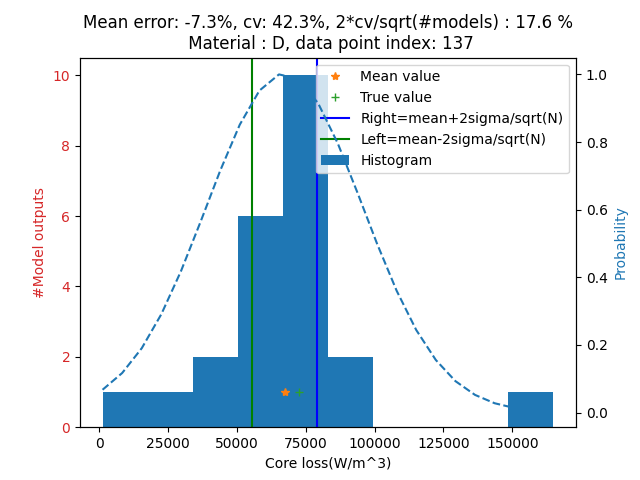 Mean error: -7.3%, cv: 42.3%, 2*cv/sqrt(#models) : 17.6 %
Material : D, data point index: 137
Mean value
True value
Right=mean+2sigma/sqrt(N)
Left=mean-2sigma/sqrt(N)
Histogram
#Model outputs
10
8
6
4
2
0
Probability
1.0
0.8
0.6
0.4
0.2
0.0
0 25000 50000 75000 100000 125000 150000
Core loss(W/m^3)